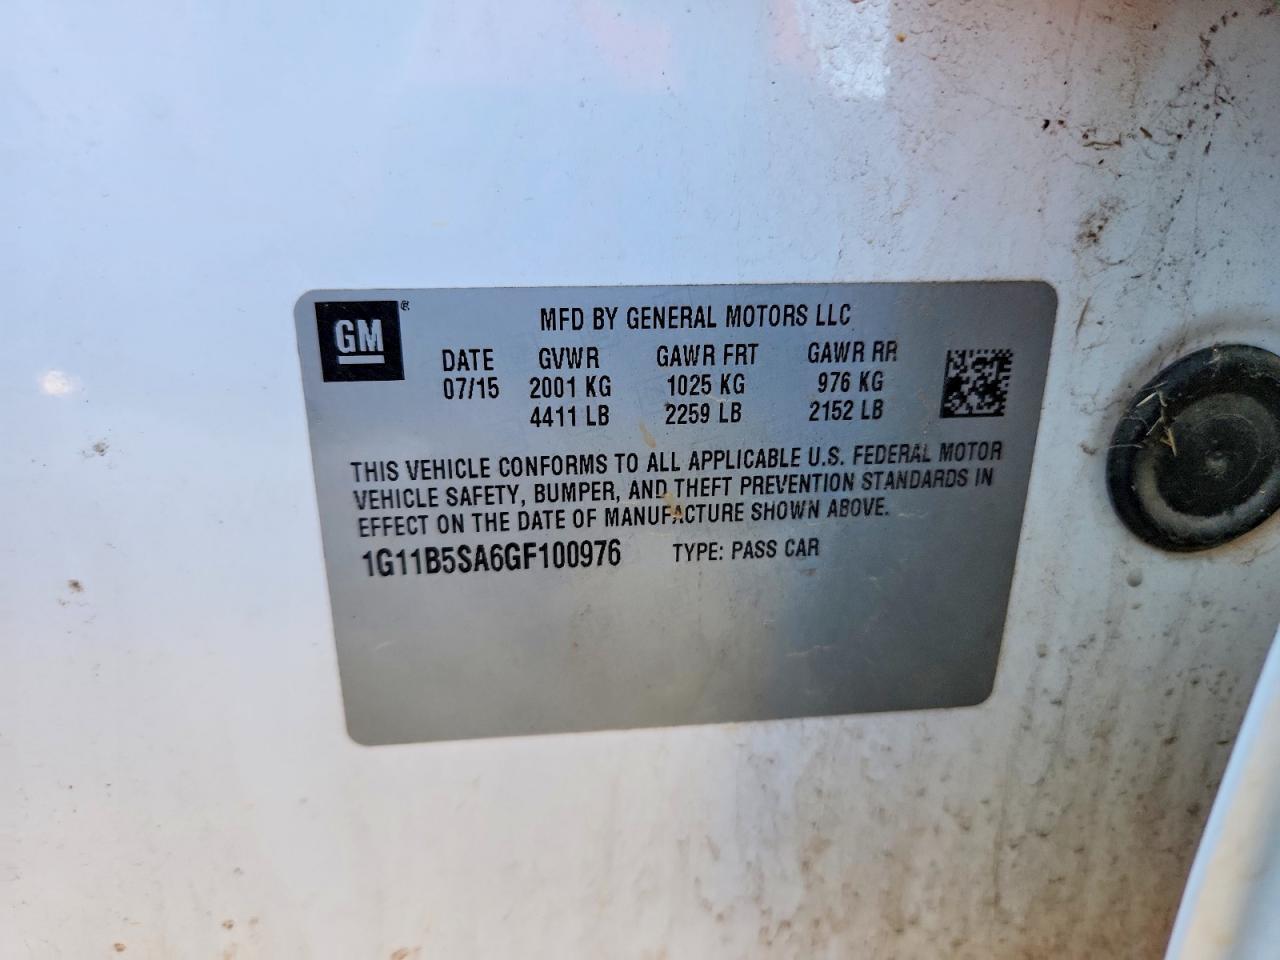 GM®
MFD BY GENERAL MOTORS LLC
DATE GVWR GAWR FRT GAWR RR
07/15 2001 KG 1025 KG 976 KG
4411 LB 2259 LB 2152 LB
THIS VEHICLE CONFORMS TO ALL APPLICABLE U.S. FEDERAL MOTOR
VEHICLE SAFETY, BUMPER, AND THEFT PREVENTION STANDARDS IN
EFFECT ON THE DATE OF MANUFACTURE SHOWN ABOVE.
1G11B5SA6GF100976 TYPE: PASS CAR